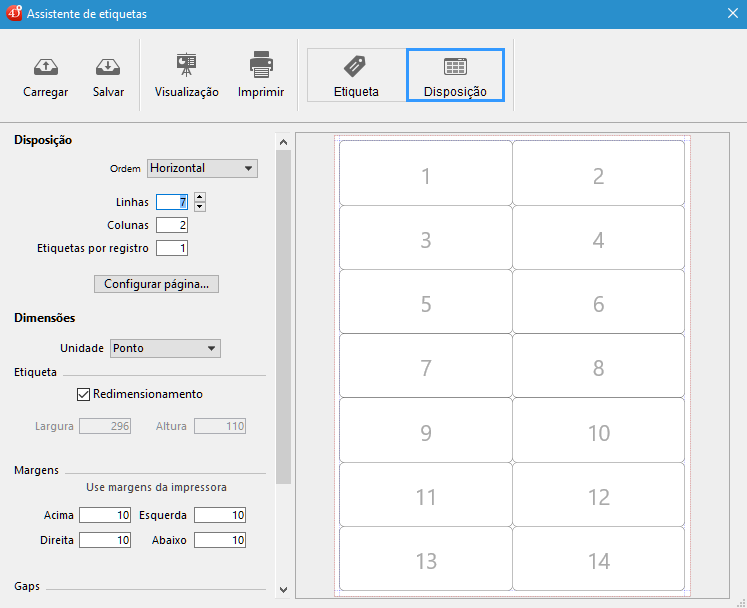 Assistente de etiquetas
Carregar
Salvar
Visualização
Imprimir
Etiqueta
Disposição
Disposição
Ordem Horizontal
Linhas 7
Colunas 2
Etiquetas por registro 1
Configurar página...
Dimensões
Unidade Ponto
Etiqueta
Redimensionamento
Largura 296 Altura 110
Margens
Use margens da impressora
Acima 10 Esquerda 10
Direita 10 Abaixo 10
Gaps
1 2
3 4
5 6
7 8
9 10
11 12
13 14